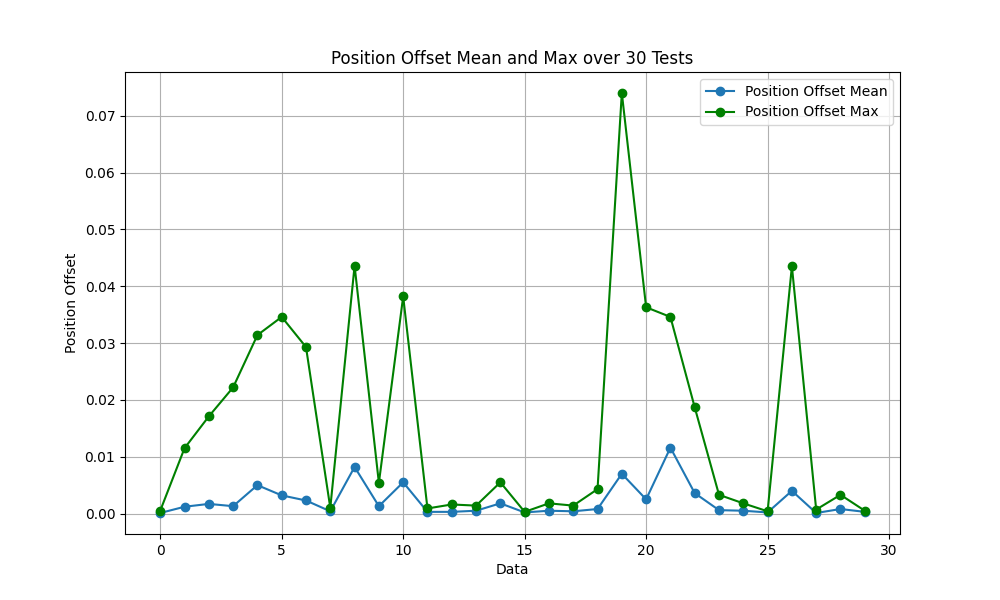 Position Offset Mean and Max over 30 Tests
Position Offset Mean
Position Offset Max
Position Offset
0.07
0.06
0.05
0.04
0.03
0.02
0.01
0.00
0 5 10 15 20 25 30
Data